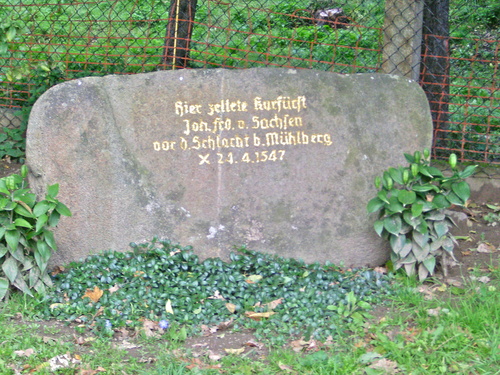 Hier zeltete Kurfürst
Joh. frd. v. Sachsen
vor d. Schlacht b. Mühlberg
X 24. 4. 1547